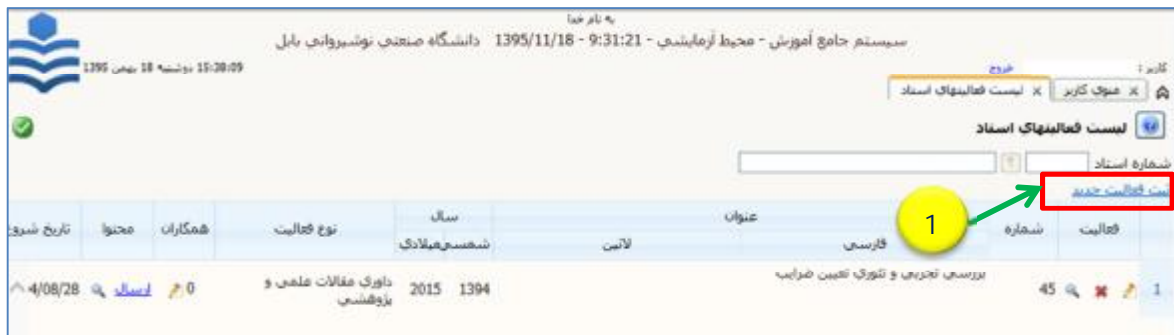 به نام خدا
سیستم جامع آموزش - محیط آزمایشی - 9:31:21 - 1395/11/18 دانشگاه صنعتی نوشیروانی بابل
کاربر :
خروج
15:38:09 دوشنبه 18 بهمن 1395
منوی کاربر x
لیست فعالیتهای استاد x
لیست فعالیتهای استاد
شماره استاد
ثبت فعالیت جدید
1
فعالیت شماره عنوان سال نوع فعالیت همکاران محتوا تاریخ شروع
فارسی لاتین شمسی میلادی
1 45 بررسی تجربی و تئوری تعیین ضرایب 1394 2015 داوری مقالات علمی و پژوهشی 0 ارسال 4/08/28